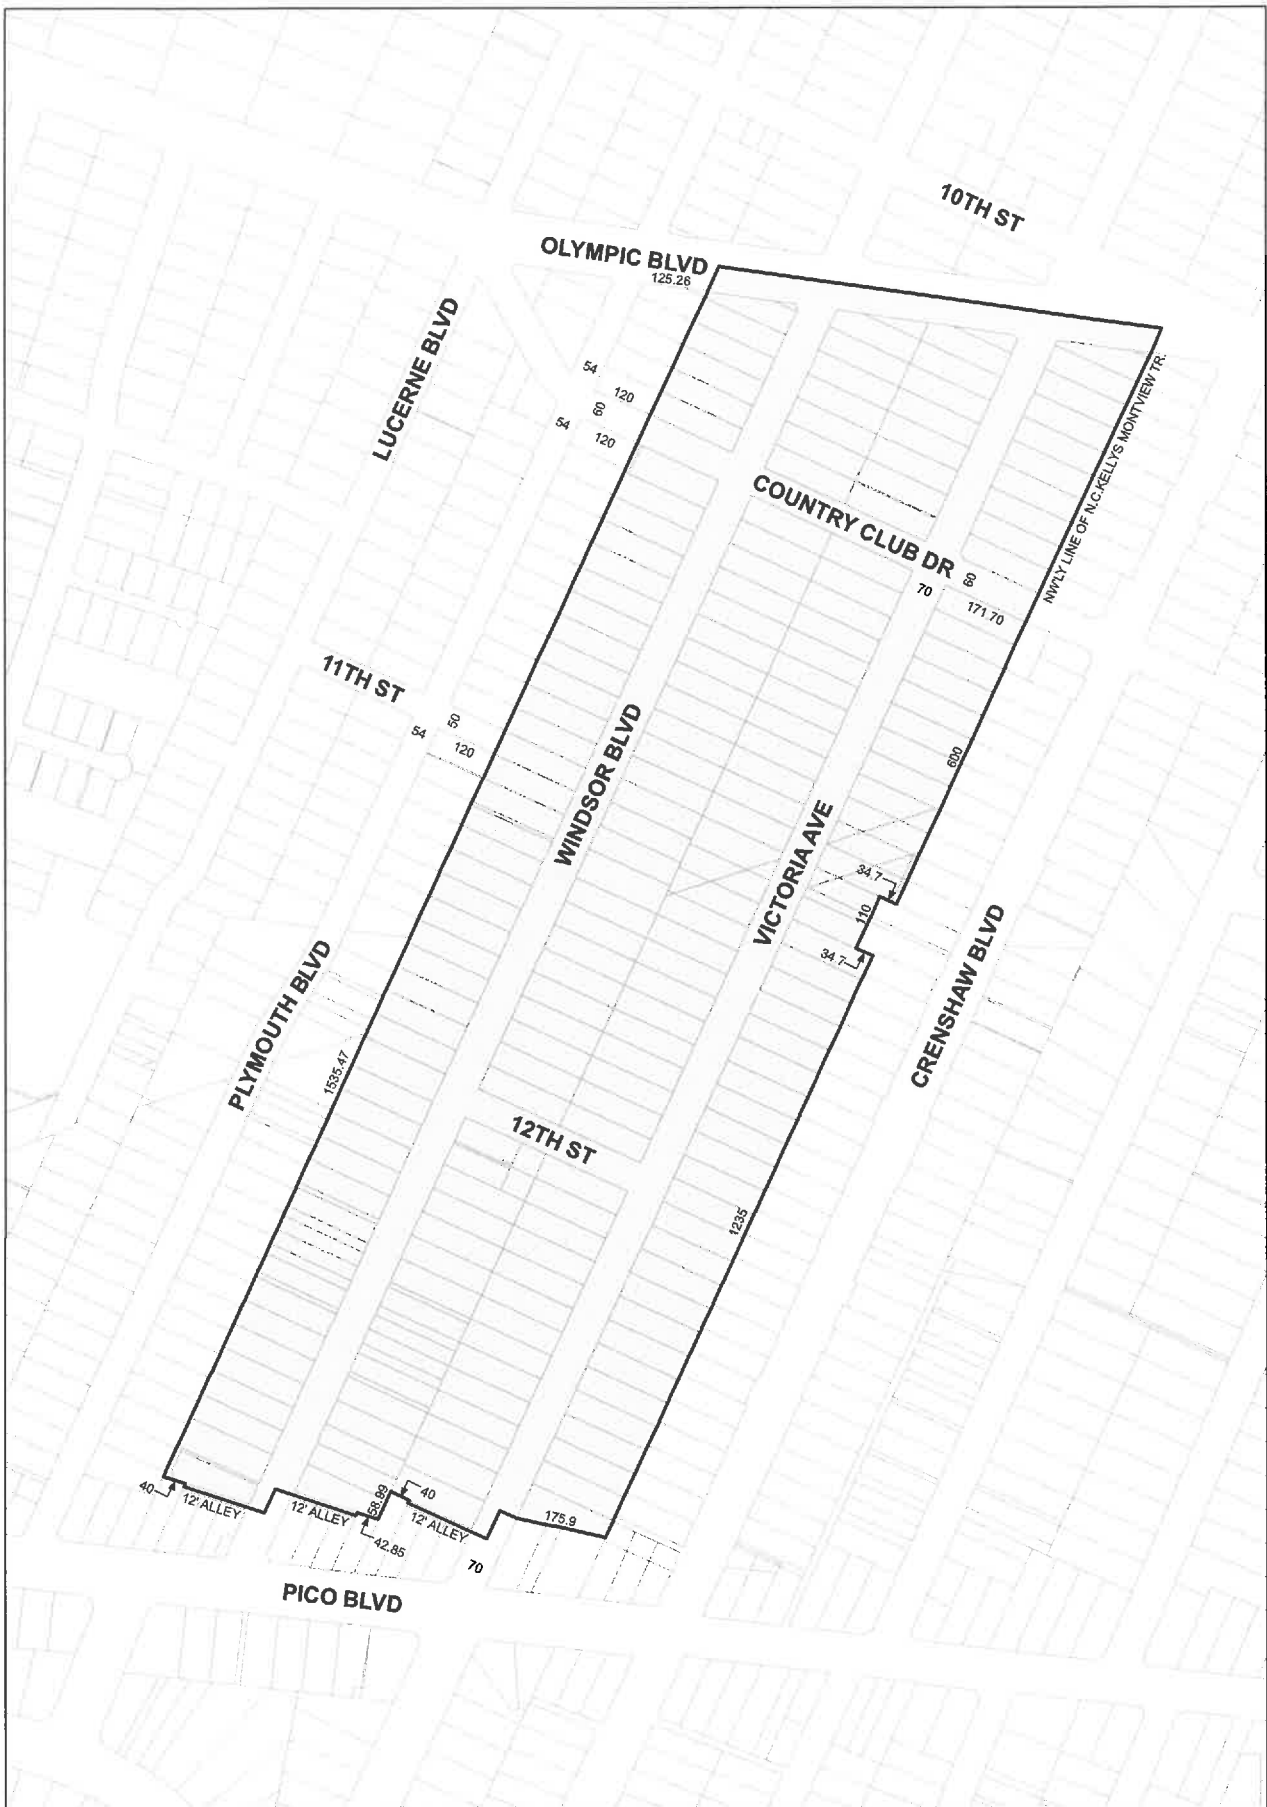 10TH ST
OLYMPIC BLVD
125.26
LUCERNE BLVD
NW'LY LINE OF N.C.KELLYS MONTVIEW TR.
54
120
60
54
120
COUNTRY CLUB DR
60
70
171.70
11TH ST
50
54
120
WINDSOR BLVD
600
VICTORIA AVE
34.7
110
34.7
CRENSHAW BLVD
PLYMOUTH BLVD
1535.47
12TH ST
1235
40
12' ALLEY
12' ALLEY
58.99
40
12' ALLEY
42.85
175.9
70
PICO BLVD